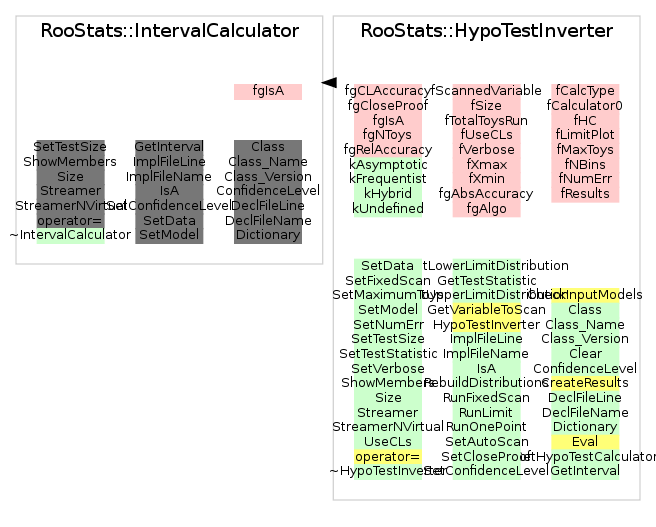 RooStats::IntervalCalculator
fgIsA
SetTestSize
ShowMembers
Size
Streamer
StreamerNVirtual
operator=
~IntervalCalculator
GetInterval
ImplFileLine
ImplFileName
IsA
SetConfidenceLevel
SetData
SetModel
Class
Class_Name
Class_Version
ConfidenceLevel
DeclFileLine
DeclFileName
Dictionary
RooStats::HypoTestInverter
fgCLAccuracy
fgCloseProof
fgIsA
fgNToys
fgRelAccuracy
kAsymptotic
kFrequentist
kHybrid
kUndefined
fScannedVariable
fSize
fTotalToysRun
fUseCLs
fVerbose
fXmax
fXmin
fgAbsAccuracy
fgAlgo
fCalcType
fCalculator0
fHC
fLimitPlot
fMaxToys
fNBins
fNumErr
fResults
SetData
SetFixedScan
SetMaximumToys
SetModel
SetNumErr
SetTestSize
SetTestStatistic
SetVerbose
ShowMembers
Size
Streamer
StreamerNVirtual
UseCLs
operator=
~HypoTestInverter
tLowerLimitDistribution
GetTestStatistic
UpperLimitDistribution
GetVariableToScan
HypoTestInverter
ImplFileLine
ImplFileName
IsA
RebuildDistributions
RunFixedScan
RunLimit
RunOnePoint
SetAutoScan
SetCloseProof
SetConfidenceLevel
CheckInputModels
Class
Class_Name
Class_Version
Clear
ConfidenceLevel
CreateResults
DeclFileLine
DeclFileName
Dictionary
Eval
etHypoTestCalculator
GetInterval